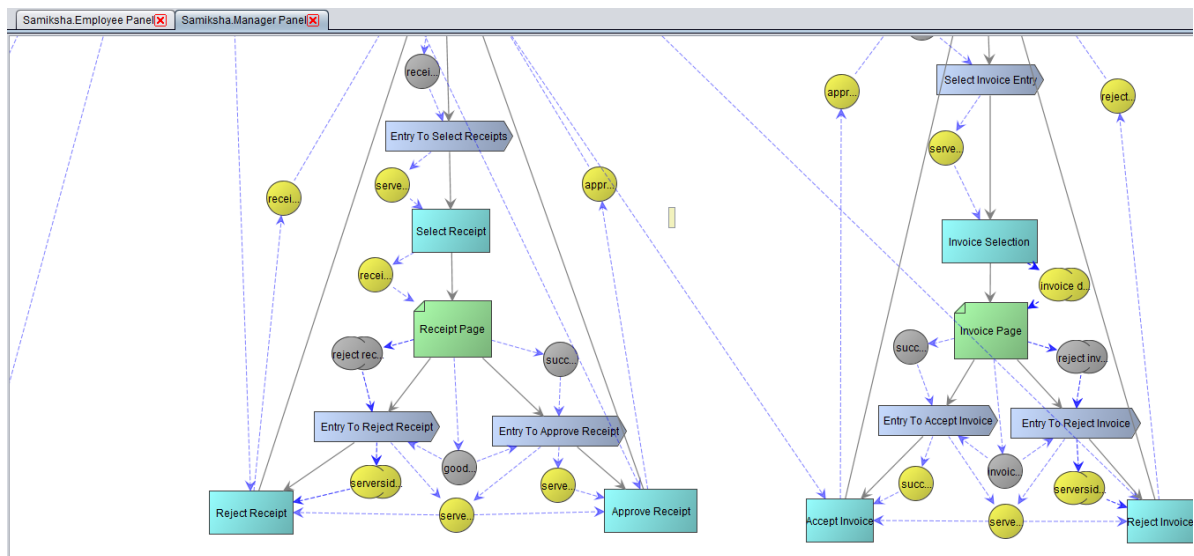 Samiksha.Employee Panel
Samiksha.Manager Panel
recei...
Select Invoice Entry
appr...
reject...
Entry To Select Receipts
serve...
serve...
appr...
recei...
Select Receipt
Invoice Selection
recei...
invoice d...
Receipt Page
Invoice Page
reject rec...
succ...
succ...
reject inv...
Entry To Reject Receipt
Entry To Approve Receipt
Entry To Accept Invoice
Entry To Reject Invoice
good...
invoic...
serversid...
serve...
succ...
serversid...
Reject Receipt
serve...
Approve Receipt
Accept Invoice
serve...
Reject Invoice